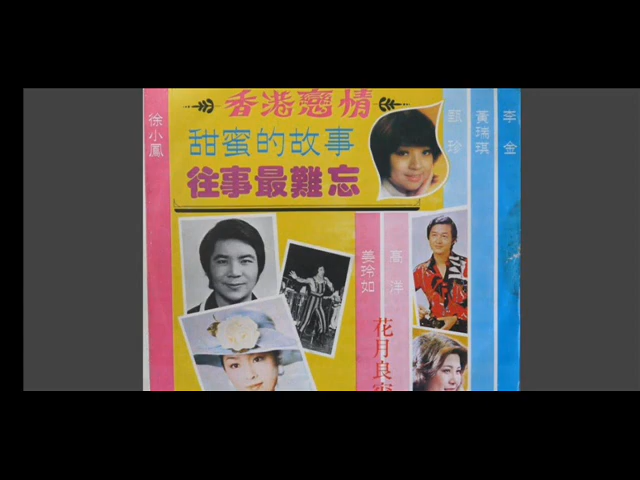 香港戀情
甜蜜的故事
往事最難忘
徐小鳳
甄珍
黃瑞琪
李金
姜玲如
高洋
花月良宵